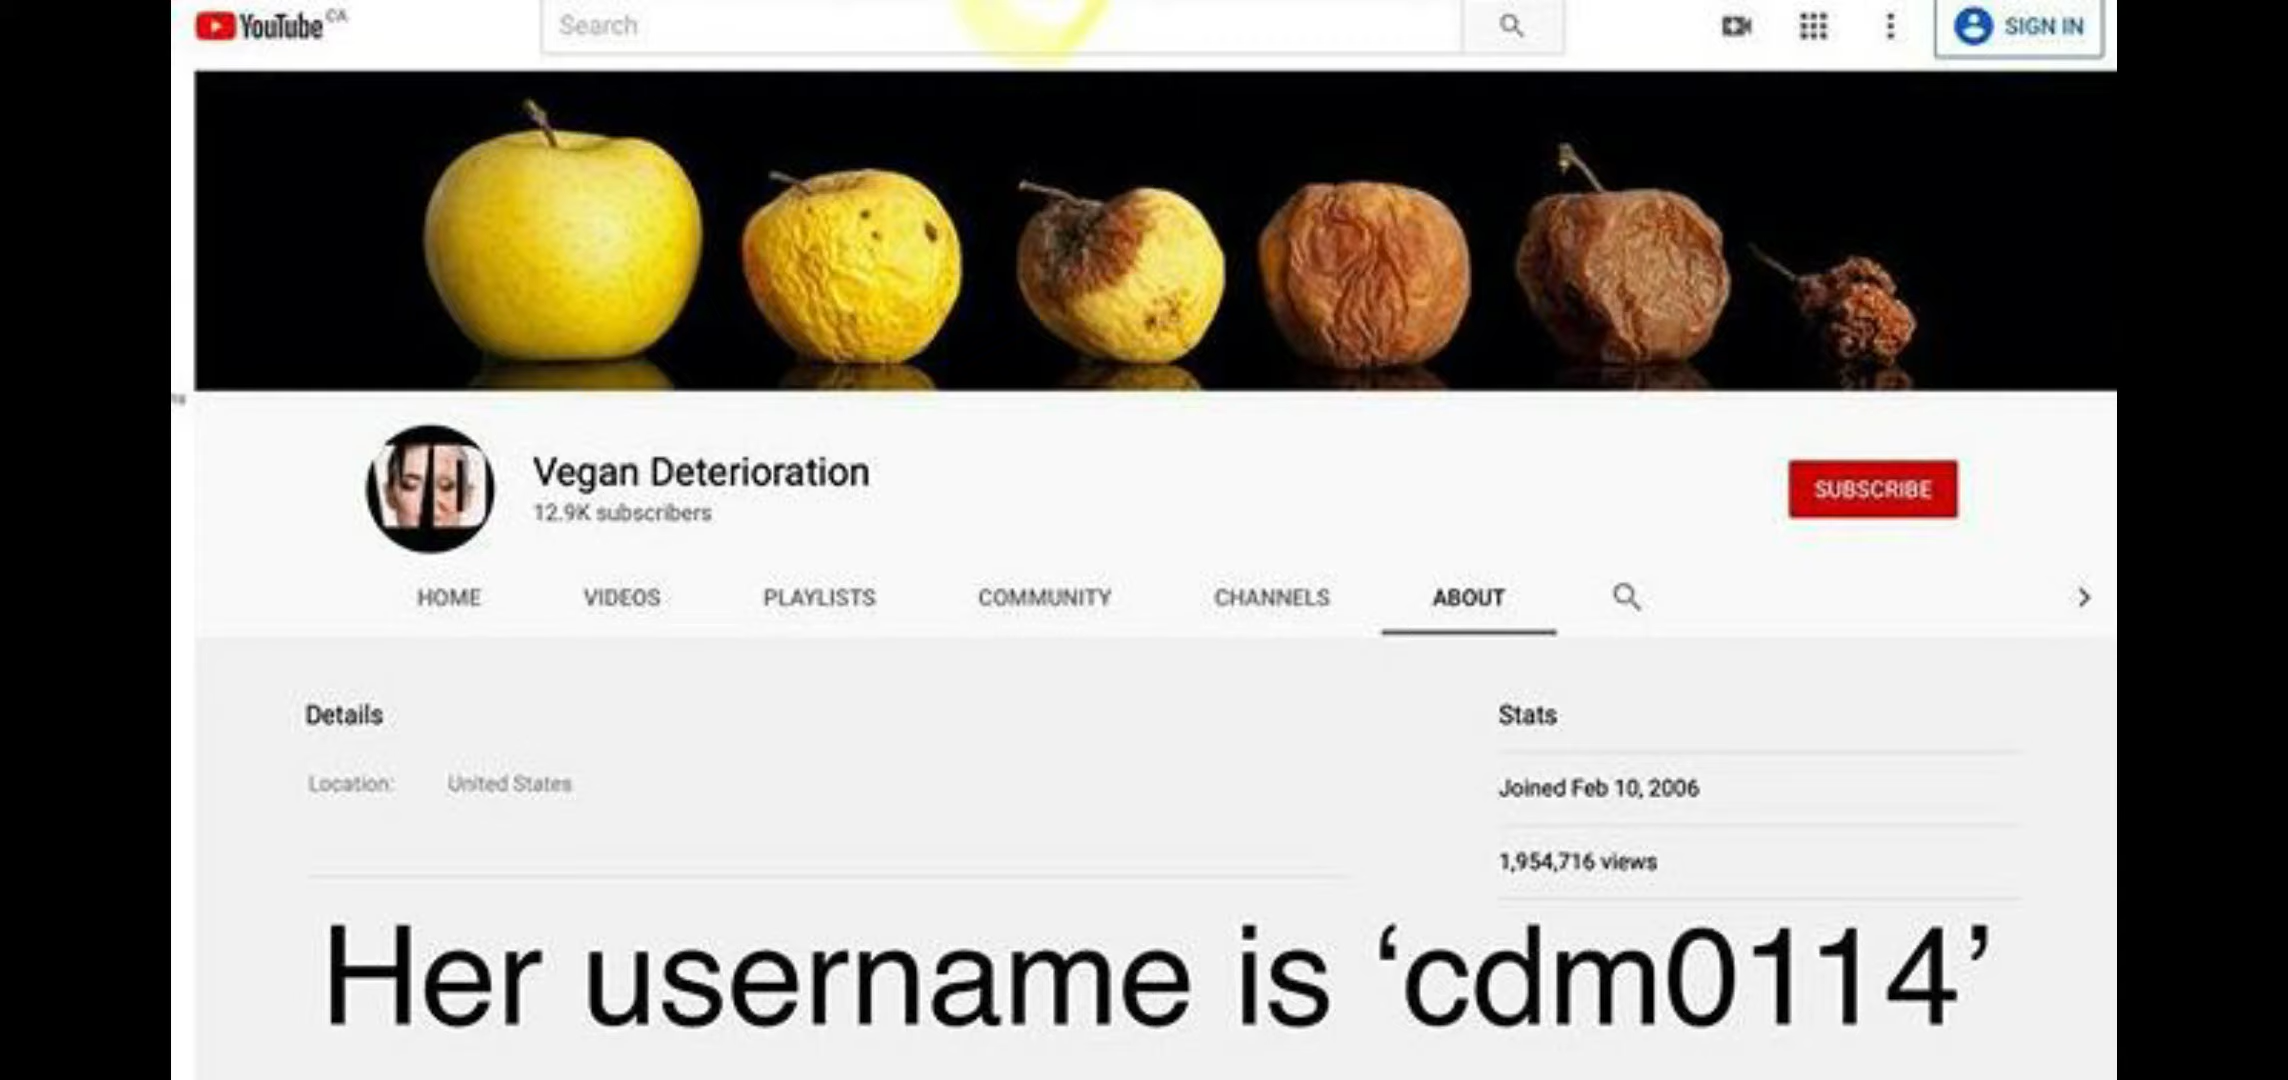 YouTube CA
Search
SIGN IN
Vegan Deterioration
12.9K subscribers
SUBSCRIBE
HOME VIDEOS PLAYLISTS COMMUNITY CHANNELS ABOUT
Details
Location: United States
Stats
Joined Feb 10, 2006
1,954,716 views
Her username is ‘cdm0114’